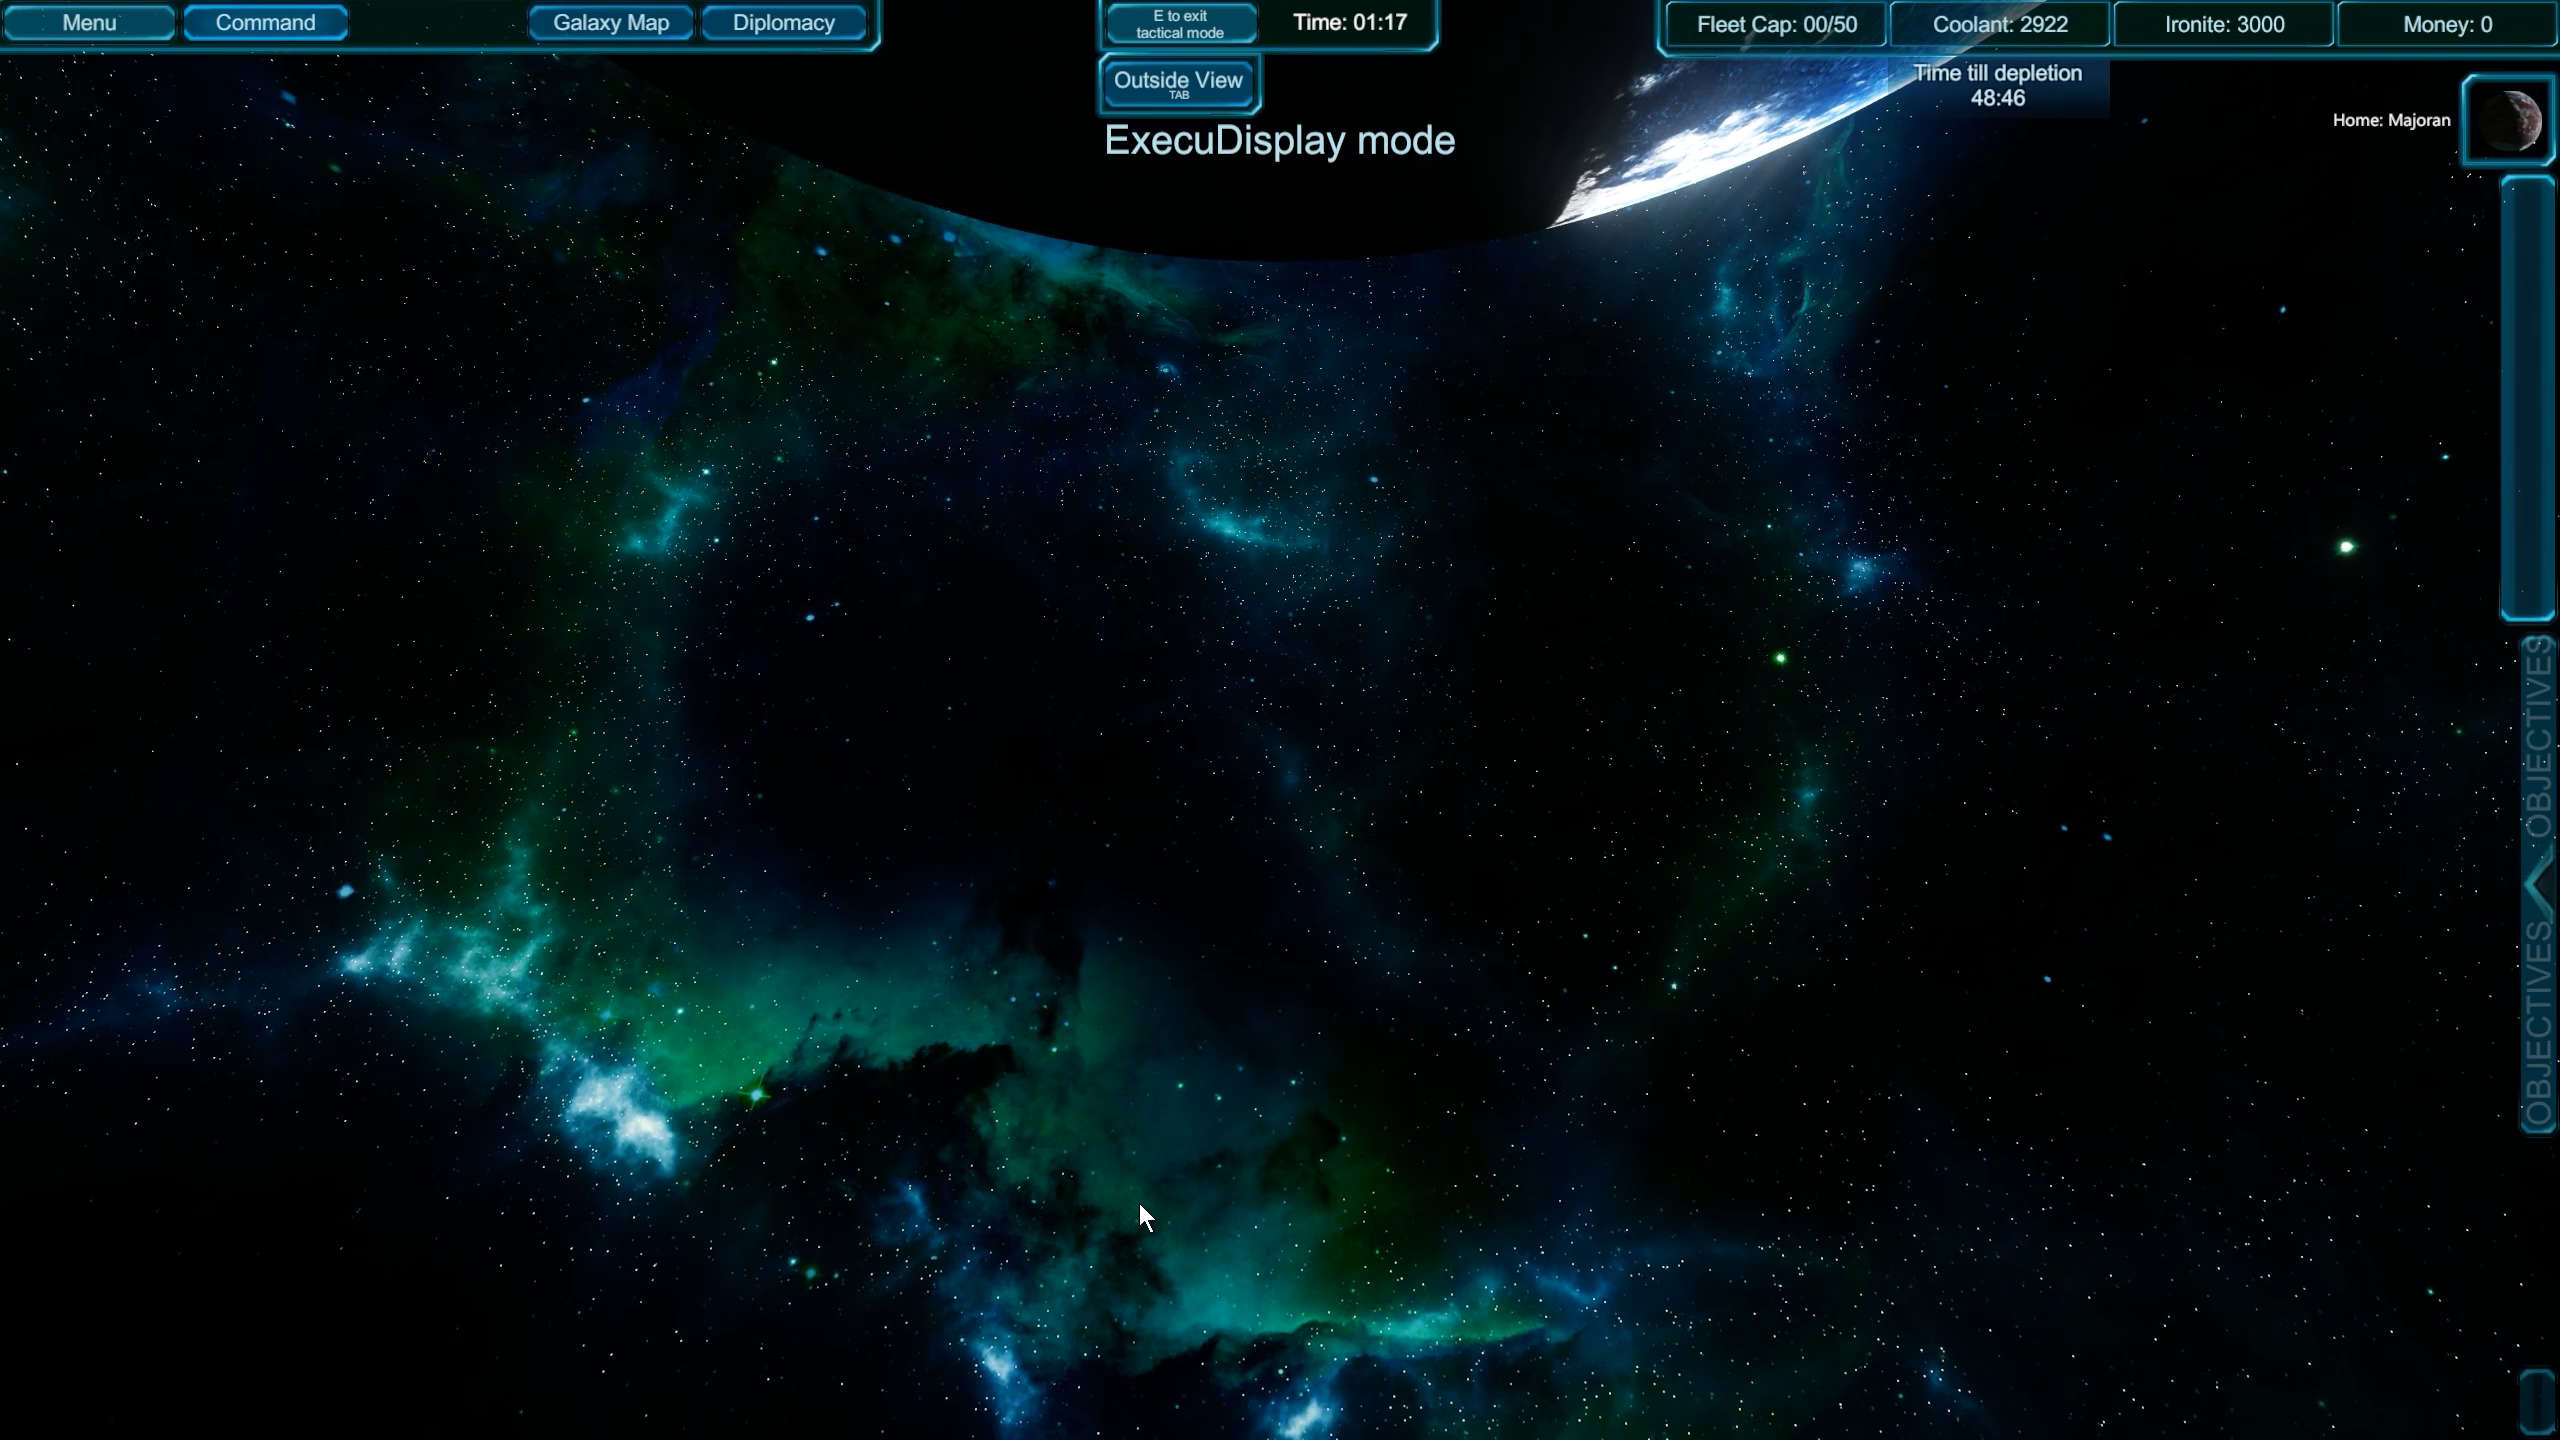 Menu
Command
Galaxy Map
Diplomacy
E to exit
tactical mode
Time: 01:17
Fleet Cap: 00/50
Coolant: 2922
Ironite: 3000
Money: 0
Outside View
TAB
Time till depletion
48:46
ExecuDisplay mode
Home: Majoran
OBJECTIVES
OBJECTIVES